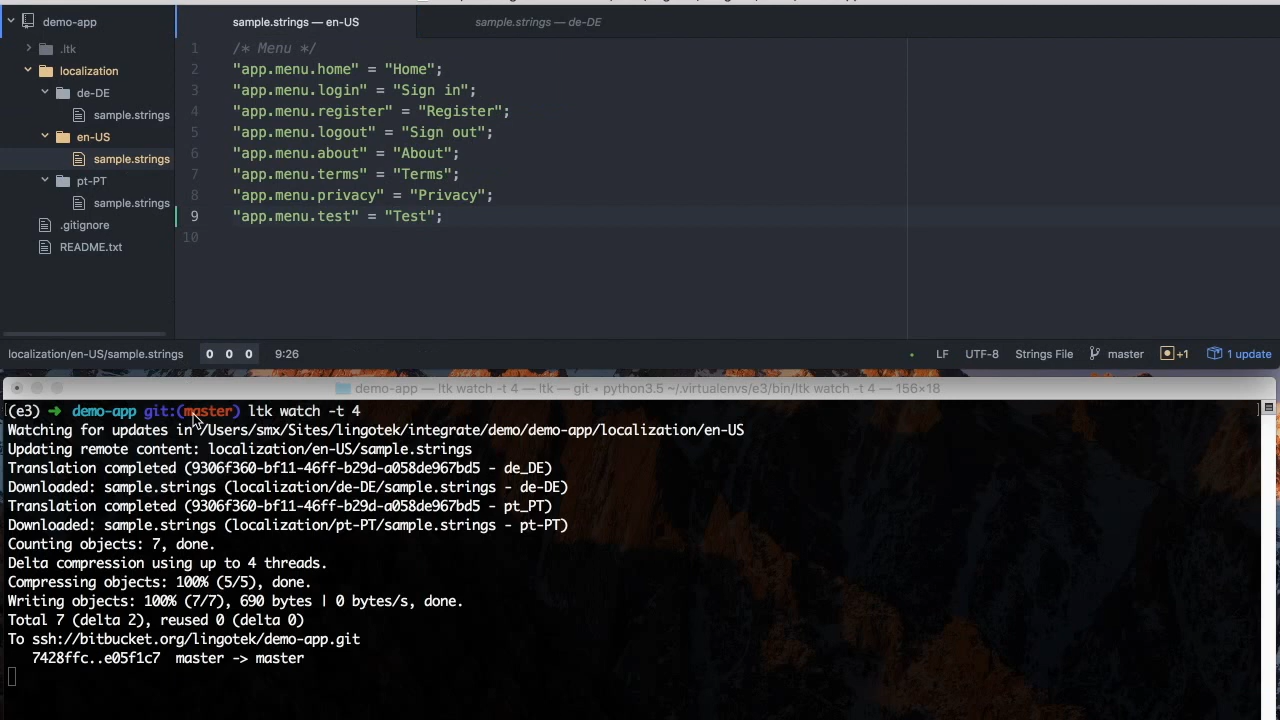 demo-app
.ltk
localization
de-DE
sample.strings
en-US
sample.strings
pt-PT
sample.strings
.gitignore
README.txt
sample.strings — en-US
sample.strings — de-DE
1 /* Menu */
2 "app.menu.home" = "Home";
3 "app.menu.login" = "Sign in";
4 "app.menu.register" = "Register";
5 "app.menu.logout" = "Sign out";
6 "app.menu.about" = "About";
7 "app.menu.terms" = "Terms";
8 "app.menu.privacy" = "Privacy";
9 "app.menu.test" = "Test";
10
localization/en-US/sample.strings 0 0 0 9:26 LF UTF-8 Strings File master +1 1 update
demo-app — ltk watch -t 4 — ltk — git • python3.5 ~/.virtualenvs/e3/bin/ltk watch -t 4 — 156×18
(e3) ➜ demo-app git:(master) ltk watch -t 4
Watching for updates in /Users/smx/Sites/lingotek/integrate/demo/demo-app/localization/en-US
Updating remote content: localization/en-US/sample.strings
Translation completed (9306f360-bf11-46ff-b29d-a058de967bd5 - de_DE)
Downloaded: sample.strings (localization/de-DE/sample.strings - de-DE)
Translation completed (9306f360-bf11-46ff-b29d-a058de967bd5 - pt_PT)
Downloaded: sample.strings (localization/pt-PT/sample.strings - pt-PT)
Counting objects: 7, done.
Delta compression using up to 4 threads.
Compressing objects: 100% (5/5), done.
Writing objects: 100% (7/7), 690 bytes | 0 bytes/s, done.
Total 7 (delta 2), reused 0 (delta 0)
To ssh://bitbucket.org/lingotek/demo-app.git
7428ffc..e05f1c7 master -> master